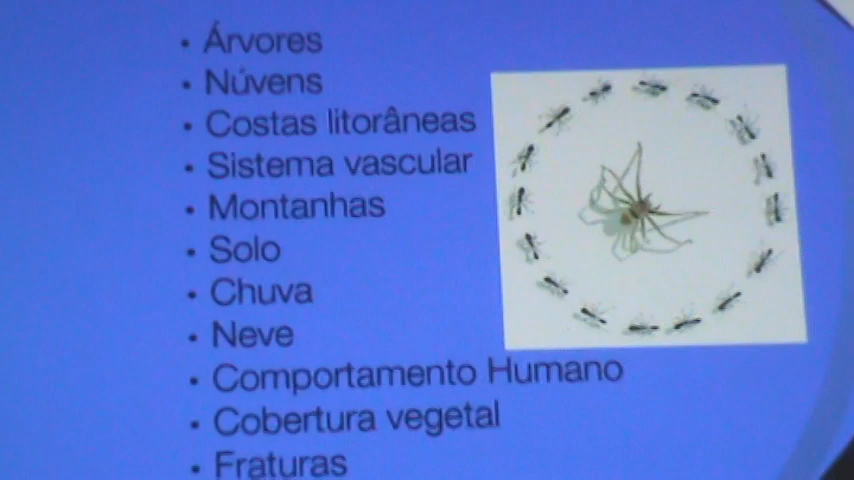 • Árvores
• Núvens
• Costas litorâneas
• Sistema vascular
• Montanhas
• Solo
• Chuva
• Neve
• Comportamento Humano
• Cobertura vegetal
• Fraturas